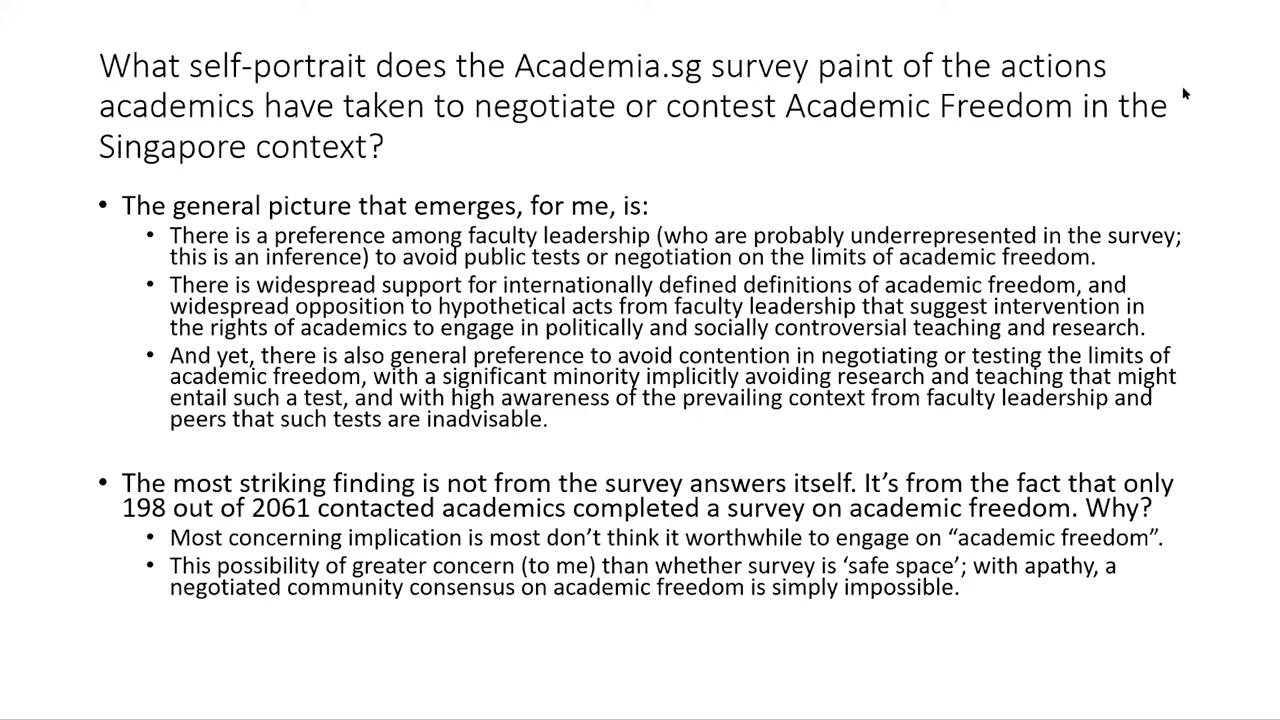 What self-portrait does the Academia.sg survey paint of the actions
academics have taken to negotiate or contest Academic Freedom in the
Singapore context?
• The general picture that emerges, for me, is:
• There is a preference among faculty leadership (who are probably underrepresented in the survey;
this is an inference) to avoid public tests or negotiation on the limits of academic freedom.
• There is widespread support for internationally defined definitions of academic freedom, and
widespread opposition to hypothetical acts from faculty leadership that suggest intervention in
the rights of academics to engage in politically and socially controversial teaching and research.
• And yet, there is also general preference to avoid contention in negotiating or testing the limits of
academic freedom, with a significant minority implicitly avoiding research and teaching that might
entail such a test, and with high awareness of the prevailing context from faculty leadership and
peers that such tests are inadvisable.
• The most striking finding is not from the survey answers itself. It’s from the fact that only
198 out of 2061 contacted academics completed a survey on academic freedom. Why?
• Most concerning implication is most don’t think it worthwhile to engage on “academic freedom”.
• This possibility of greater concern (to me) than whether survey is ‘safe space’; with apathy, a
negotiated community consensus on academic freedom is simply impossible.